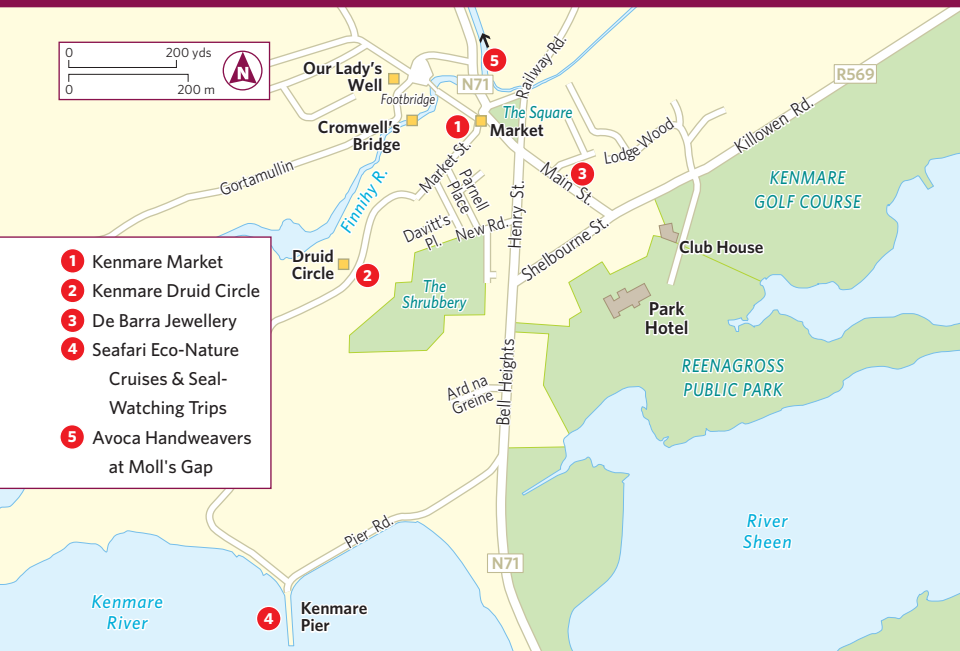 0 200 yds
0 200 m
N
Our Lady's
Well
Footbridge
N71
5
Railway Rd.
R569
The Square
1
Market
Cromwell's
Bridge
Killowen Rd.
Lodge Wood
Market St.
3
Main St.
Gortamullin
Finnihy R.
Parnell
Place
KENMARE
GOLF COURSE
Davitt's
Pl.
New Rd.
Henry St.
Shelbourne St.
Club House
Druid
Circle
2
The
Shrubbery
Park
Hotel
1 Kenmare Market
2 Kenmare Druid Circle
3 De Barra Jewellery
4 Seafari Eco-Nature
Cruises & Seal-
Watching Trips
5 Avoca Handweavers
at Moll's Gap
REENAGROSS
PUBLIC PARK
Ard na
Greine
Bell Heights
Pier Rd.
River
Sheen
N71
Kenmare
River
4
Kenmare
Pier